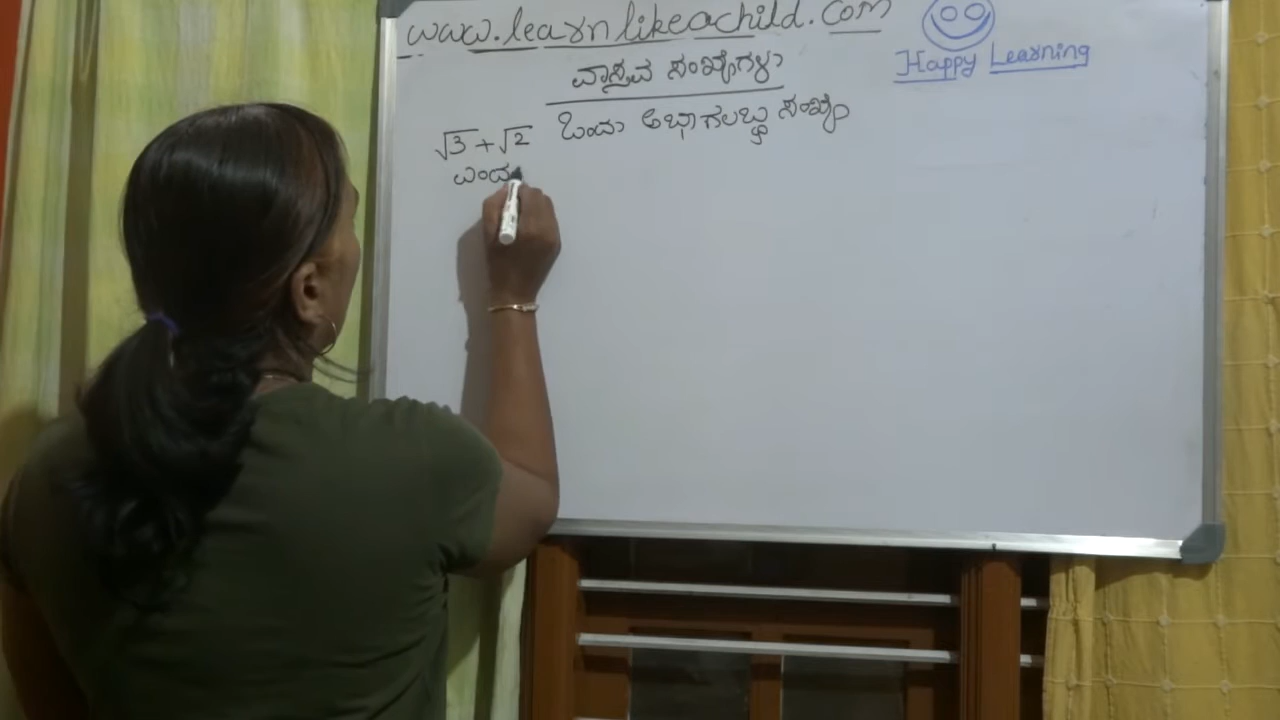 www.learnlikeachild.com
Happy Learning
ವಾಸ್ತವ ಸಂಖ್ಯೆಗಳು
√3 + √2 ಒಂದು ಅಭಾಗಲಬ್ಧ ಸಂಖ್ಯೆ
ಎಂದು